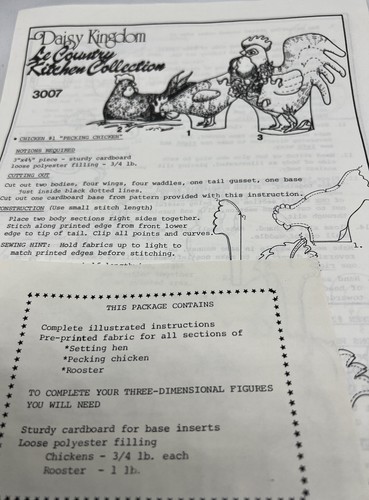 Daisy Kingdom
Le Country
Kitchen Collection
3007
2
1
3
* CHICKEN #1 "PECKING CHICKEN"
NOTIONS REQUIRED
loose polyester filling - 3/4 lb.
CUTTING OUT
Cut out two bodies, four wings, four waddles, one tail gusset, one base
just inside black dotted lines.
Cut out one cardboard base from pattern provided with this instruction.
CONSTRUCTION (Use small stitch length)
Place two body sections right sides together.
Stitch along printed edge from front lower
edge to tip of tail. Clip all points and curves.
SEWING HINT: Hold fabrics up to light to
match printed edges before stitching.
1.
THIS PACKAGE CONTAINS
Complete illustrated instructions
Pre-printed fabric for all sections of
*Setting hen
*Pecking chicken
*Rooster
TO COMPLETE YOUR THREE-DIMENSIONAL FIGURES
YOU WILL NEED
Sturdy cardboard for base inserts
Loose polyester filling
Chickens - 3/4 lb. each
Rooster - 1 lb.